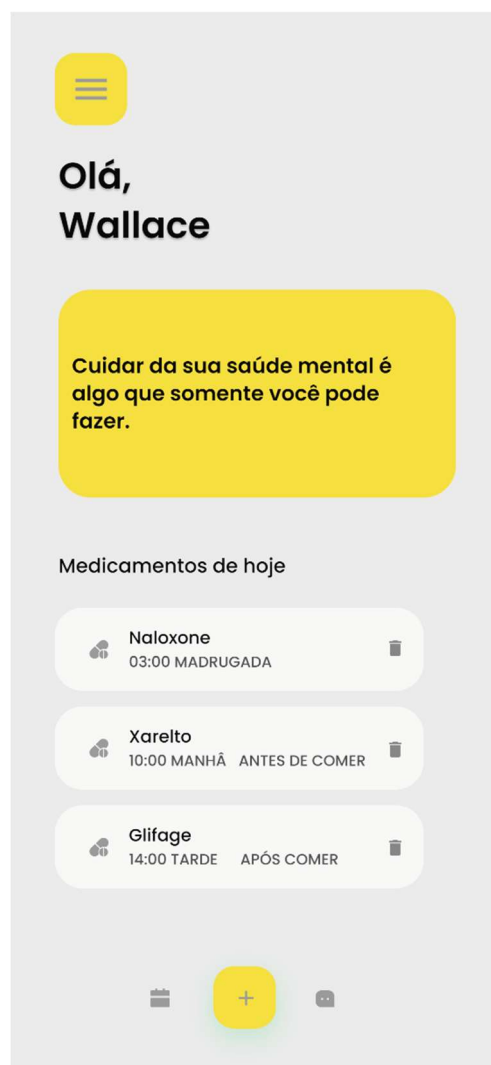 Olá,
Wallace
Cuidar da sua saúde mental é
algo que somente você pode
fazer.
Medicamentos de hoje
Naloxone
03:00 MADRUGADA
Xarelto
10:00 MANHÂ ANTES DE COMER
Glifage
14:00 TARDE APÓS COMER